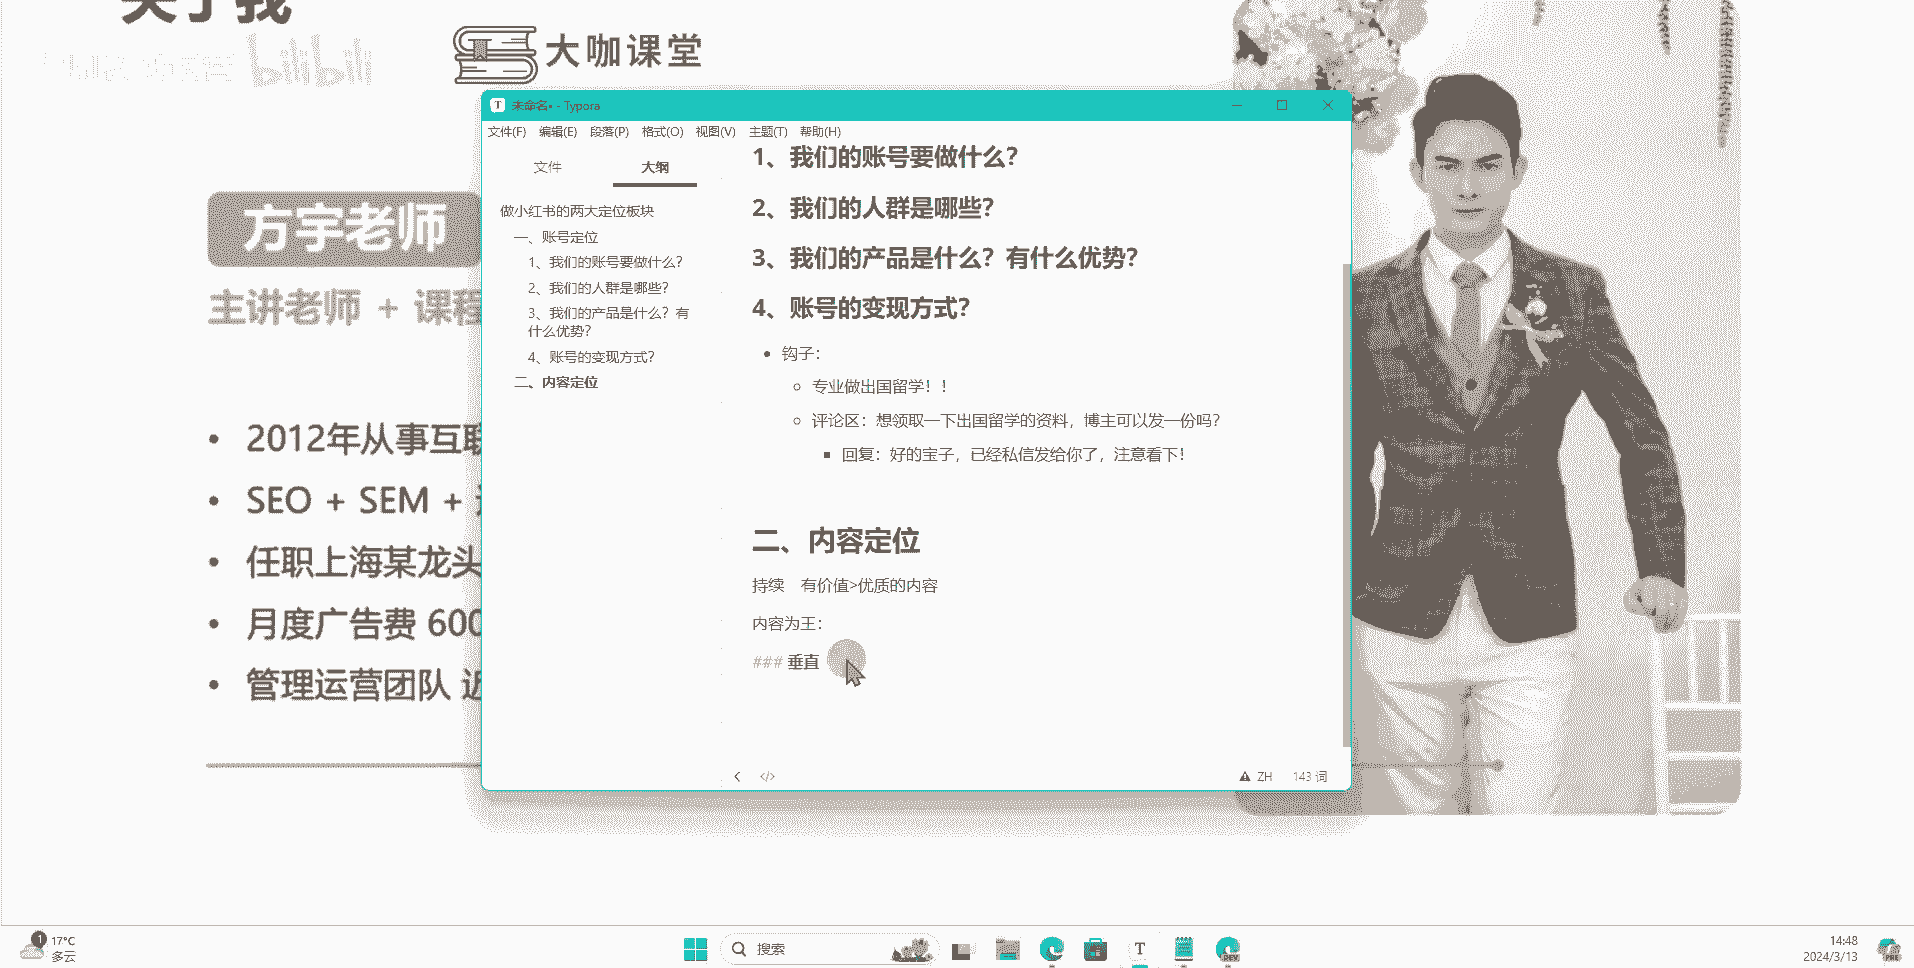 关于我
bilibili
大咖课堂
方宇老师
主讲老师 + 课程
2012年从事互联
SEO + SEM +
任职上海某龙头
月度广告费 600
管理运营团队 近
未命名• - Typora
文件(F) 编辑(E) 段落(P) 格式(O) 视图(V) 主题(T) 帮助(H)
文件 大纲
做小红书的两大定位板块
一、账号定位
1、我们的账号要做什么？
2、我们的人群是哪些？
3、我们的产品是什么？有
什么优势？
4、账号的变现方式？
二、内容定位
1、我们的账号要做什么？
2、我们的人群是哪些？
3、我们的产品是什么？有什么优势？
4、账号的变现方式？
钩子：
专业做出国留学！！
评论区：想领取一下出国留学的资料，博主可以发一份吗？
回复：好的宝子，已经私信发给你了，注意看下！
二、内容定位
持续 有价值>优质的内容
内容为王：
### 垂直
ZH 143 词
1
17°C
多云
搜索
T
DEV
14:48
2024/3/13
PRE